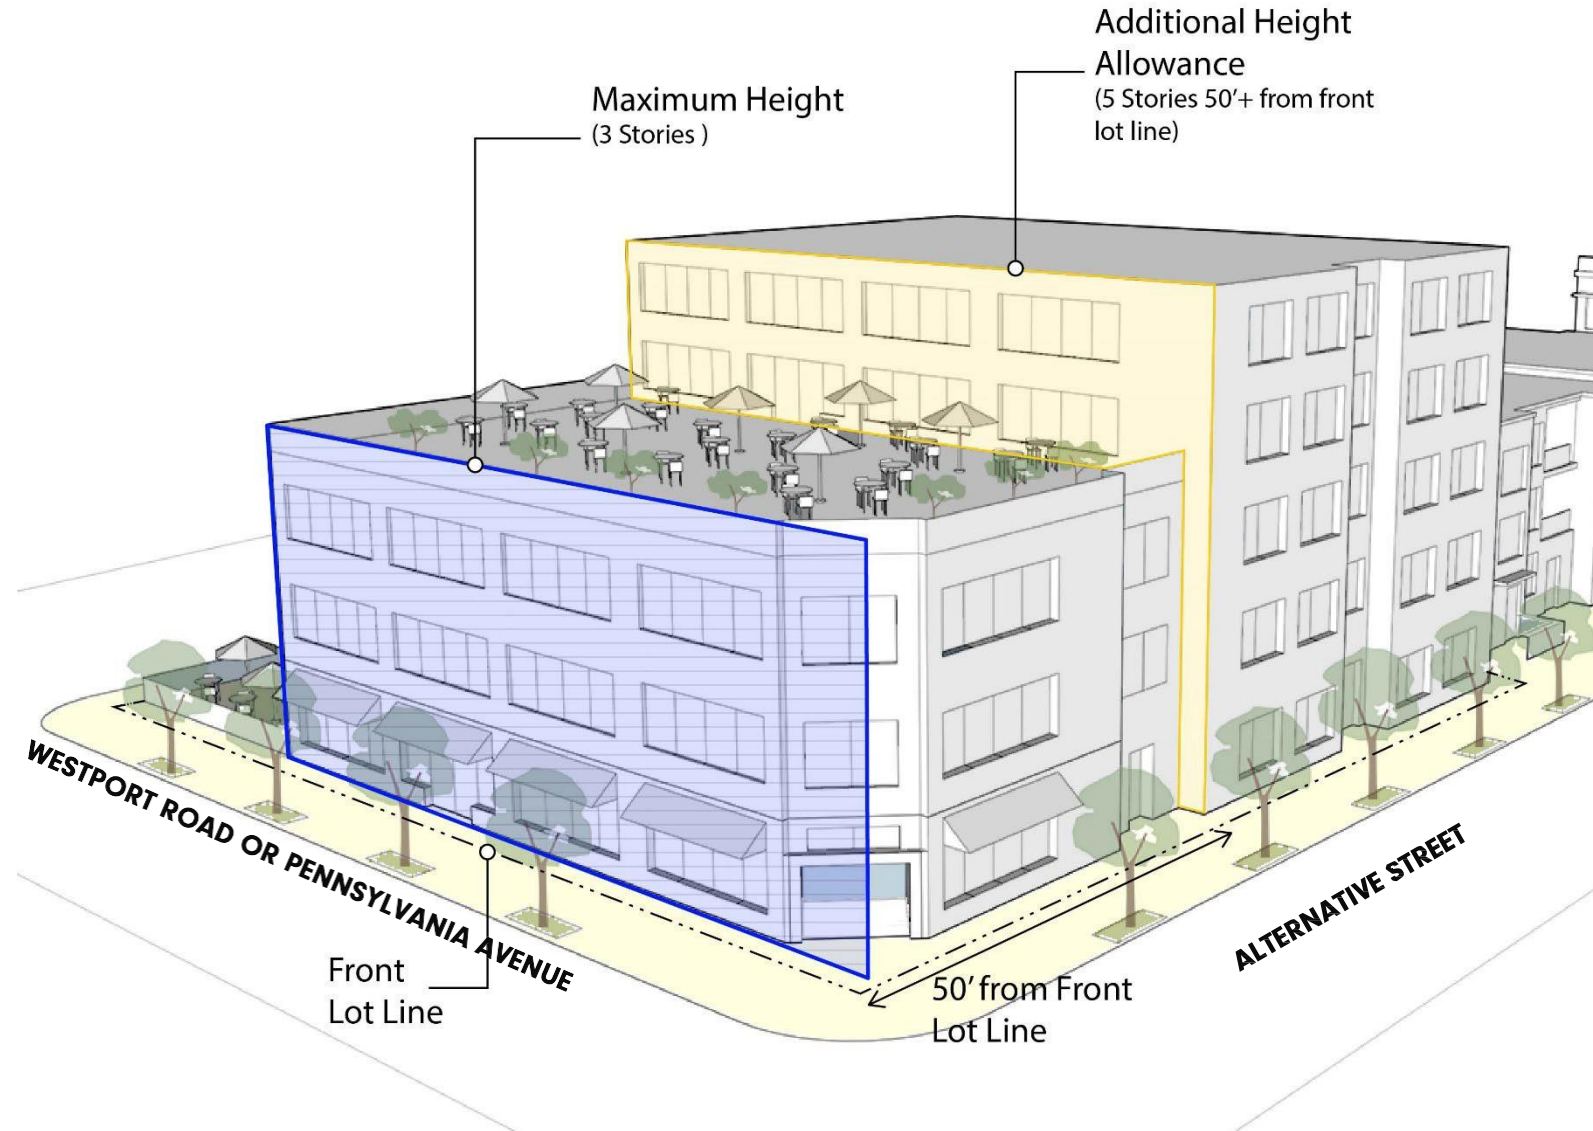 Additional Height
Allowance
(5 Stories 50’+ from front
lot line)
Maximum Height
(3 Stories )
WESTPORT ROAD OR PENNSYLVANIA AVENUE
ALTERNATIVE STREET
Front
Lot Line
50’ from Front
Lot Line